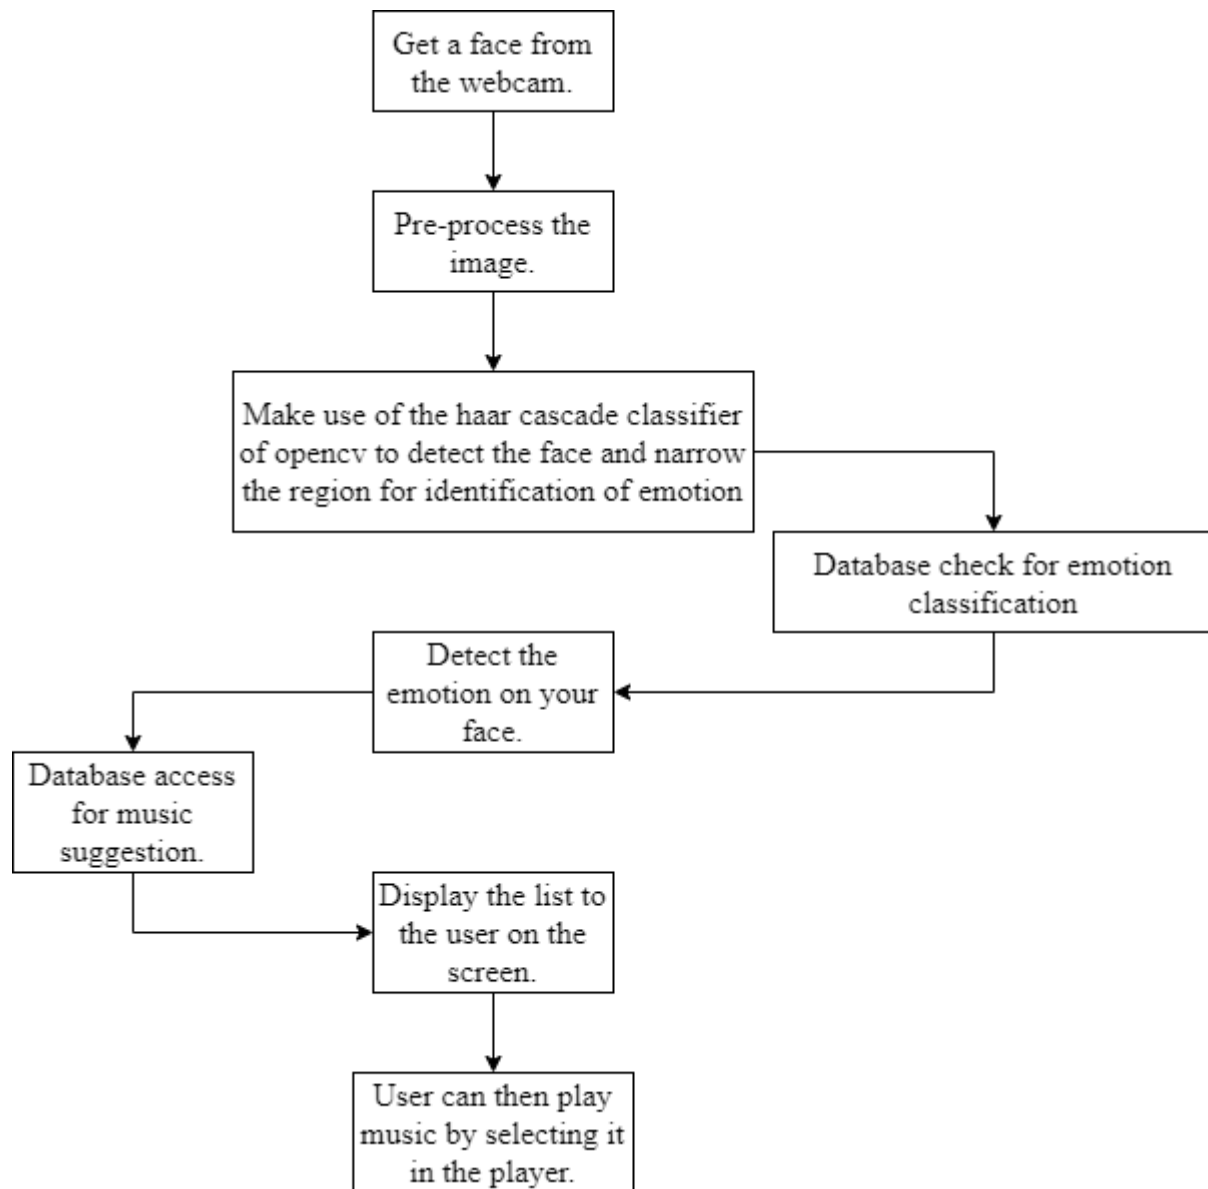 Get a face from
the webcam.
Pre-process the
image.
Make use of the haar cascade classifier
of opencv to detect the face and narrow
the region for identification of emotion
Database check for emotion
classification
Detect the
emotion on your
face.
Database access
for music
suggestion.
Display the list to
the user on the
screen.
User can then play
music by selecting it
in the player.